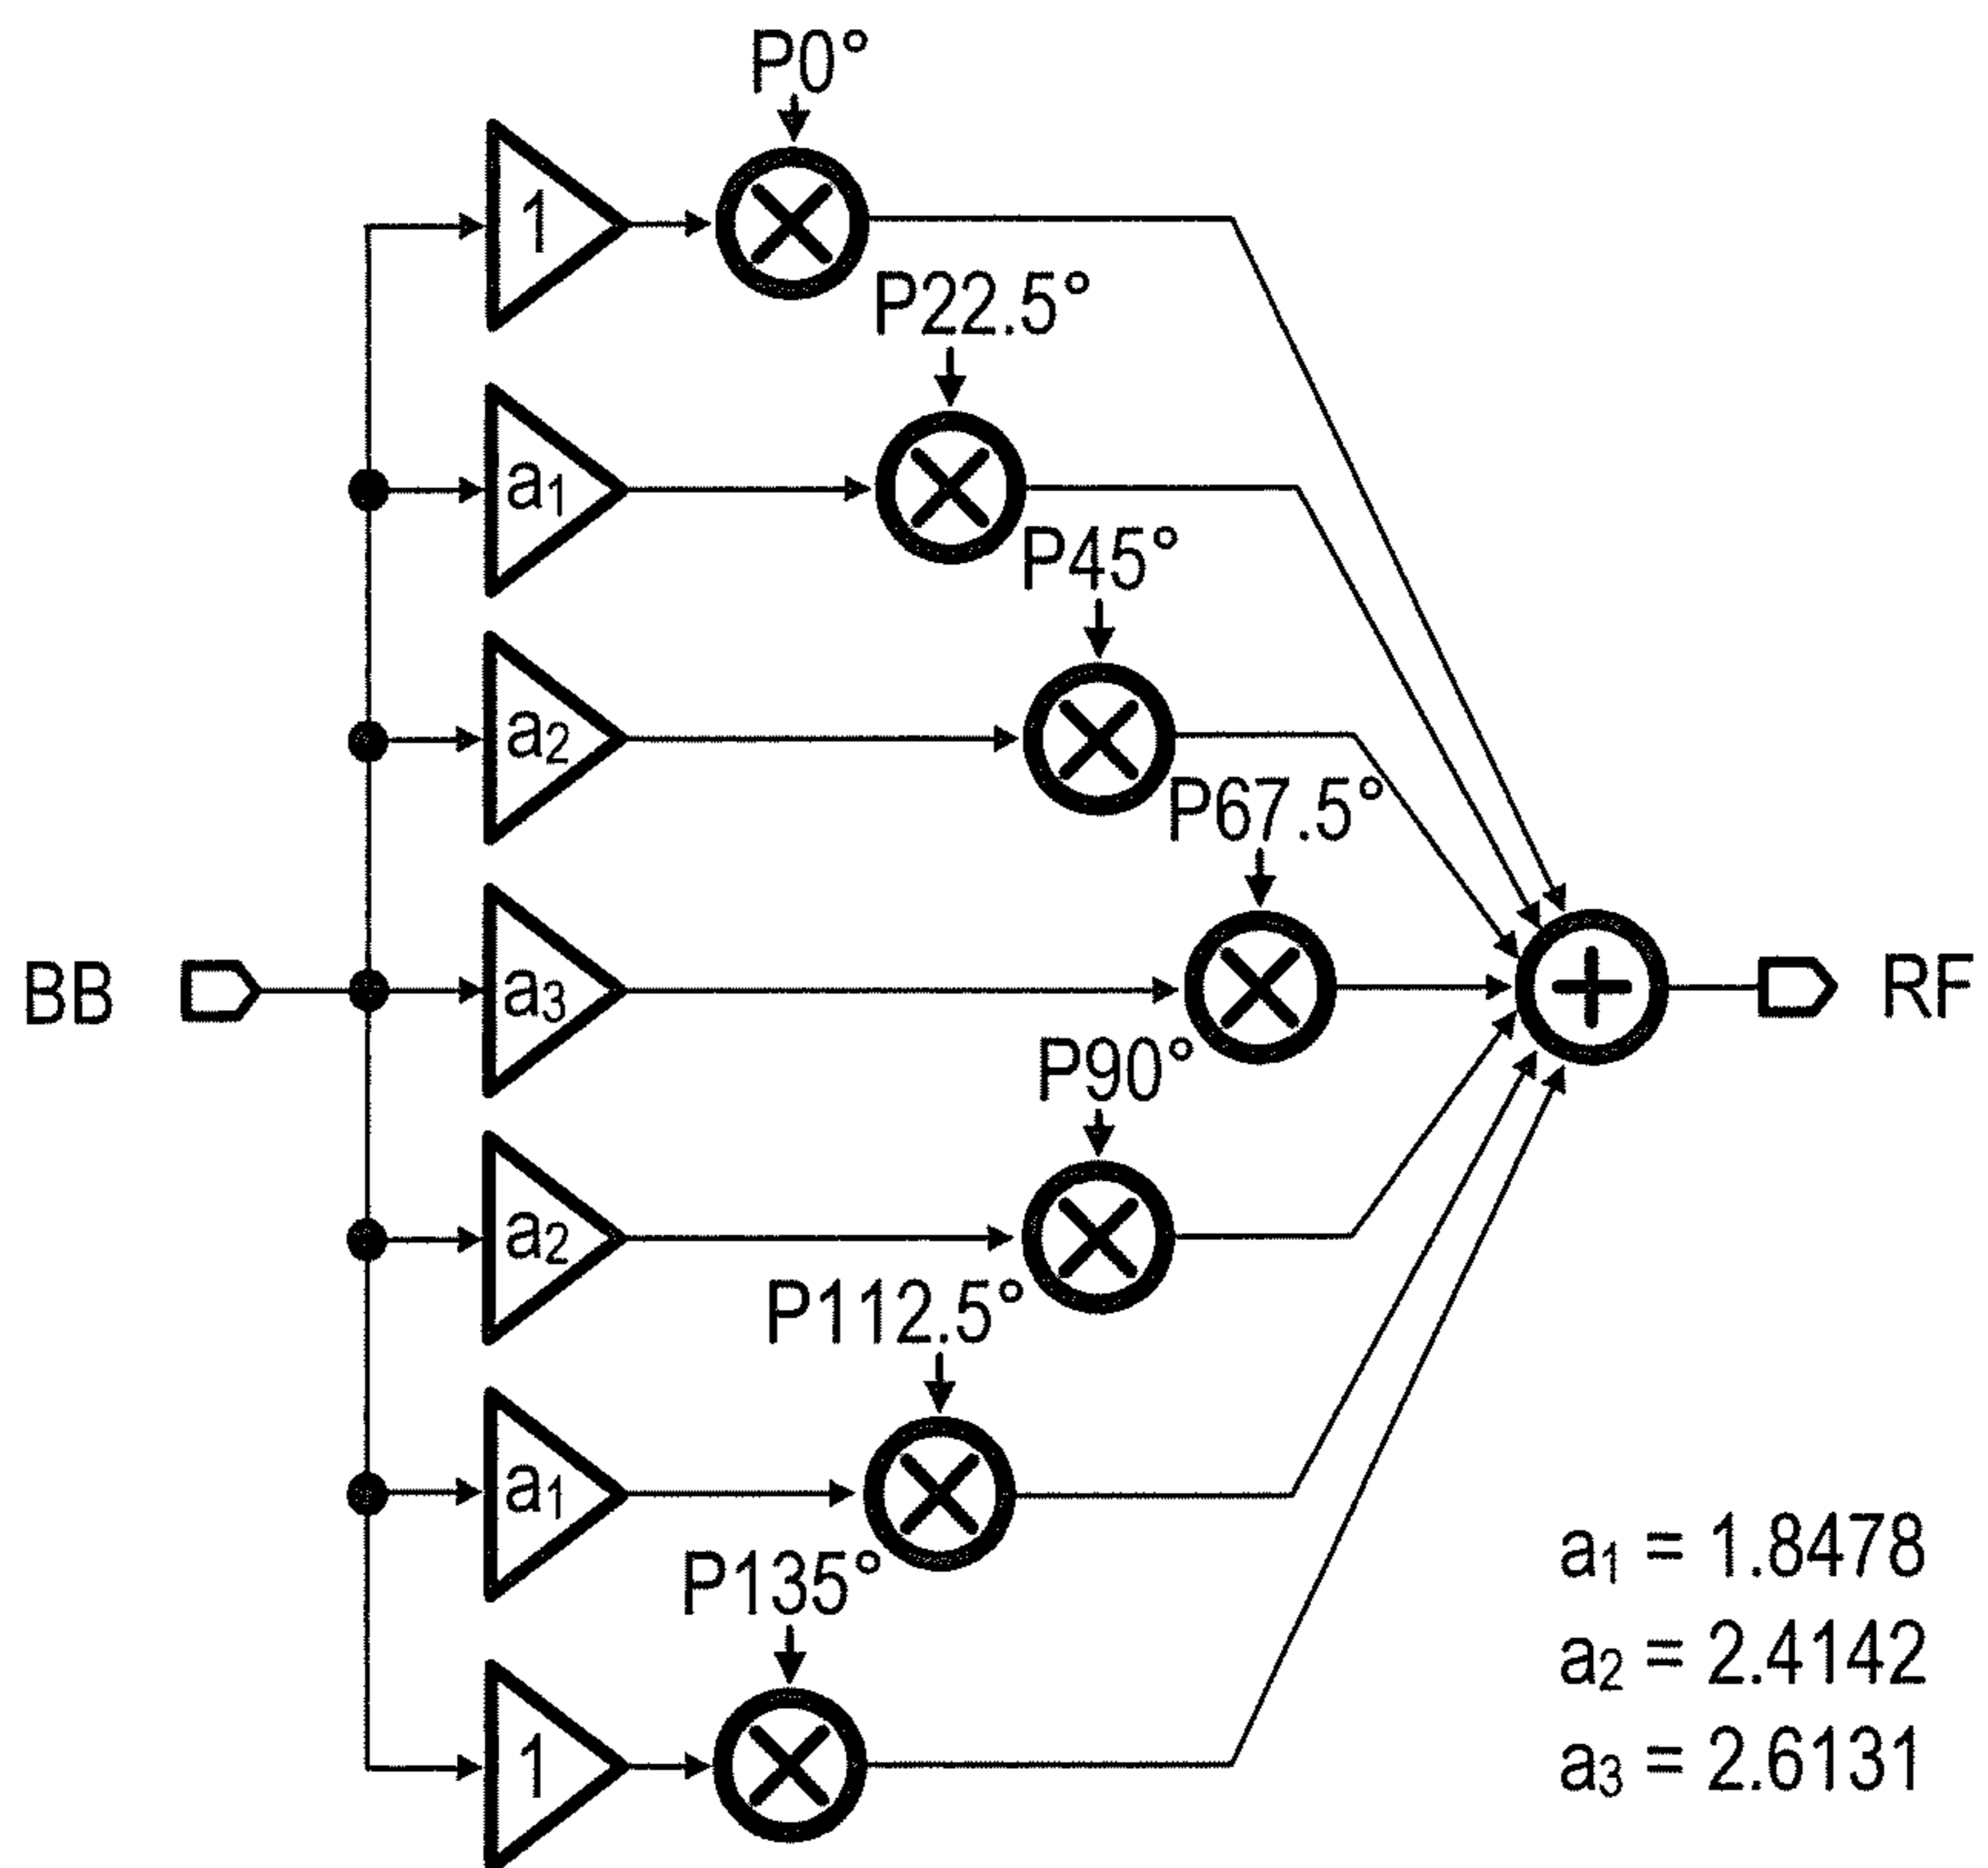 P0°
1
P22.5°
a1
P45°
a2
P67.5°
BB
a3
RF
P90°
a2
P112.5°
a1
P135°
1
a1 = 1.8478
a2 = 2.4142
a3 = 2.6131